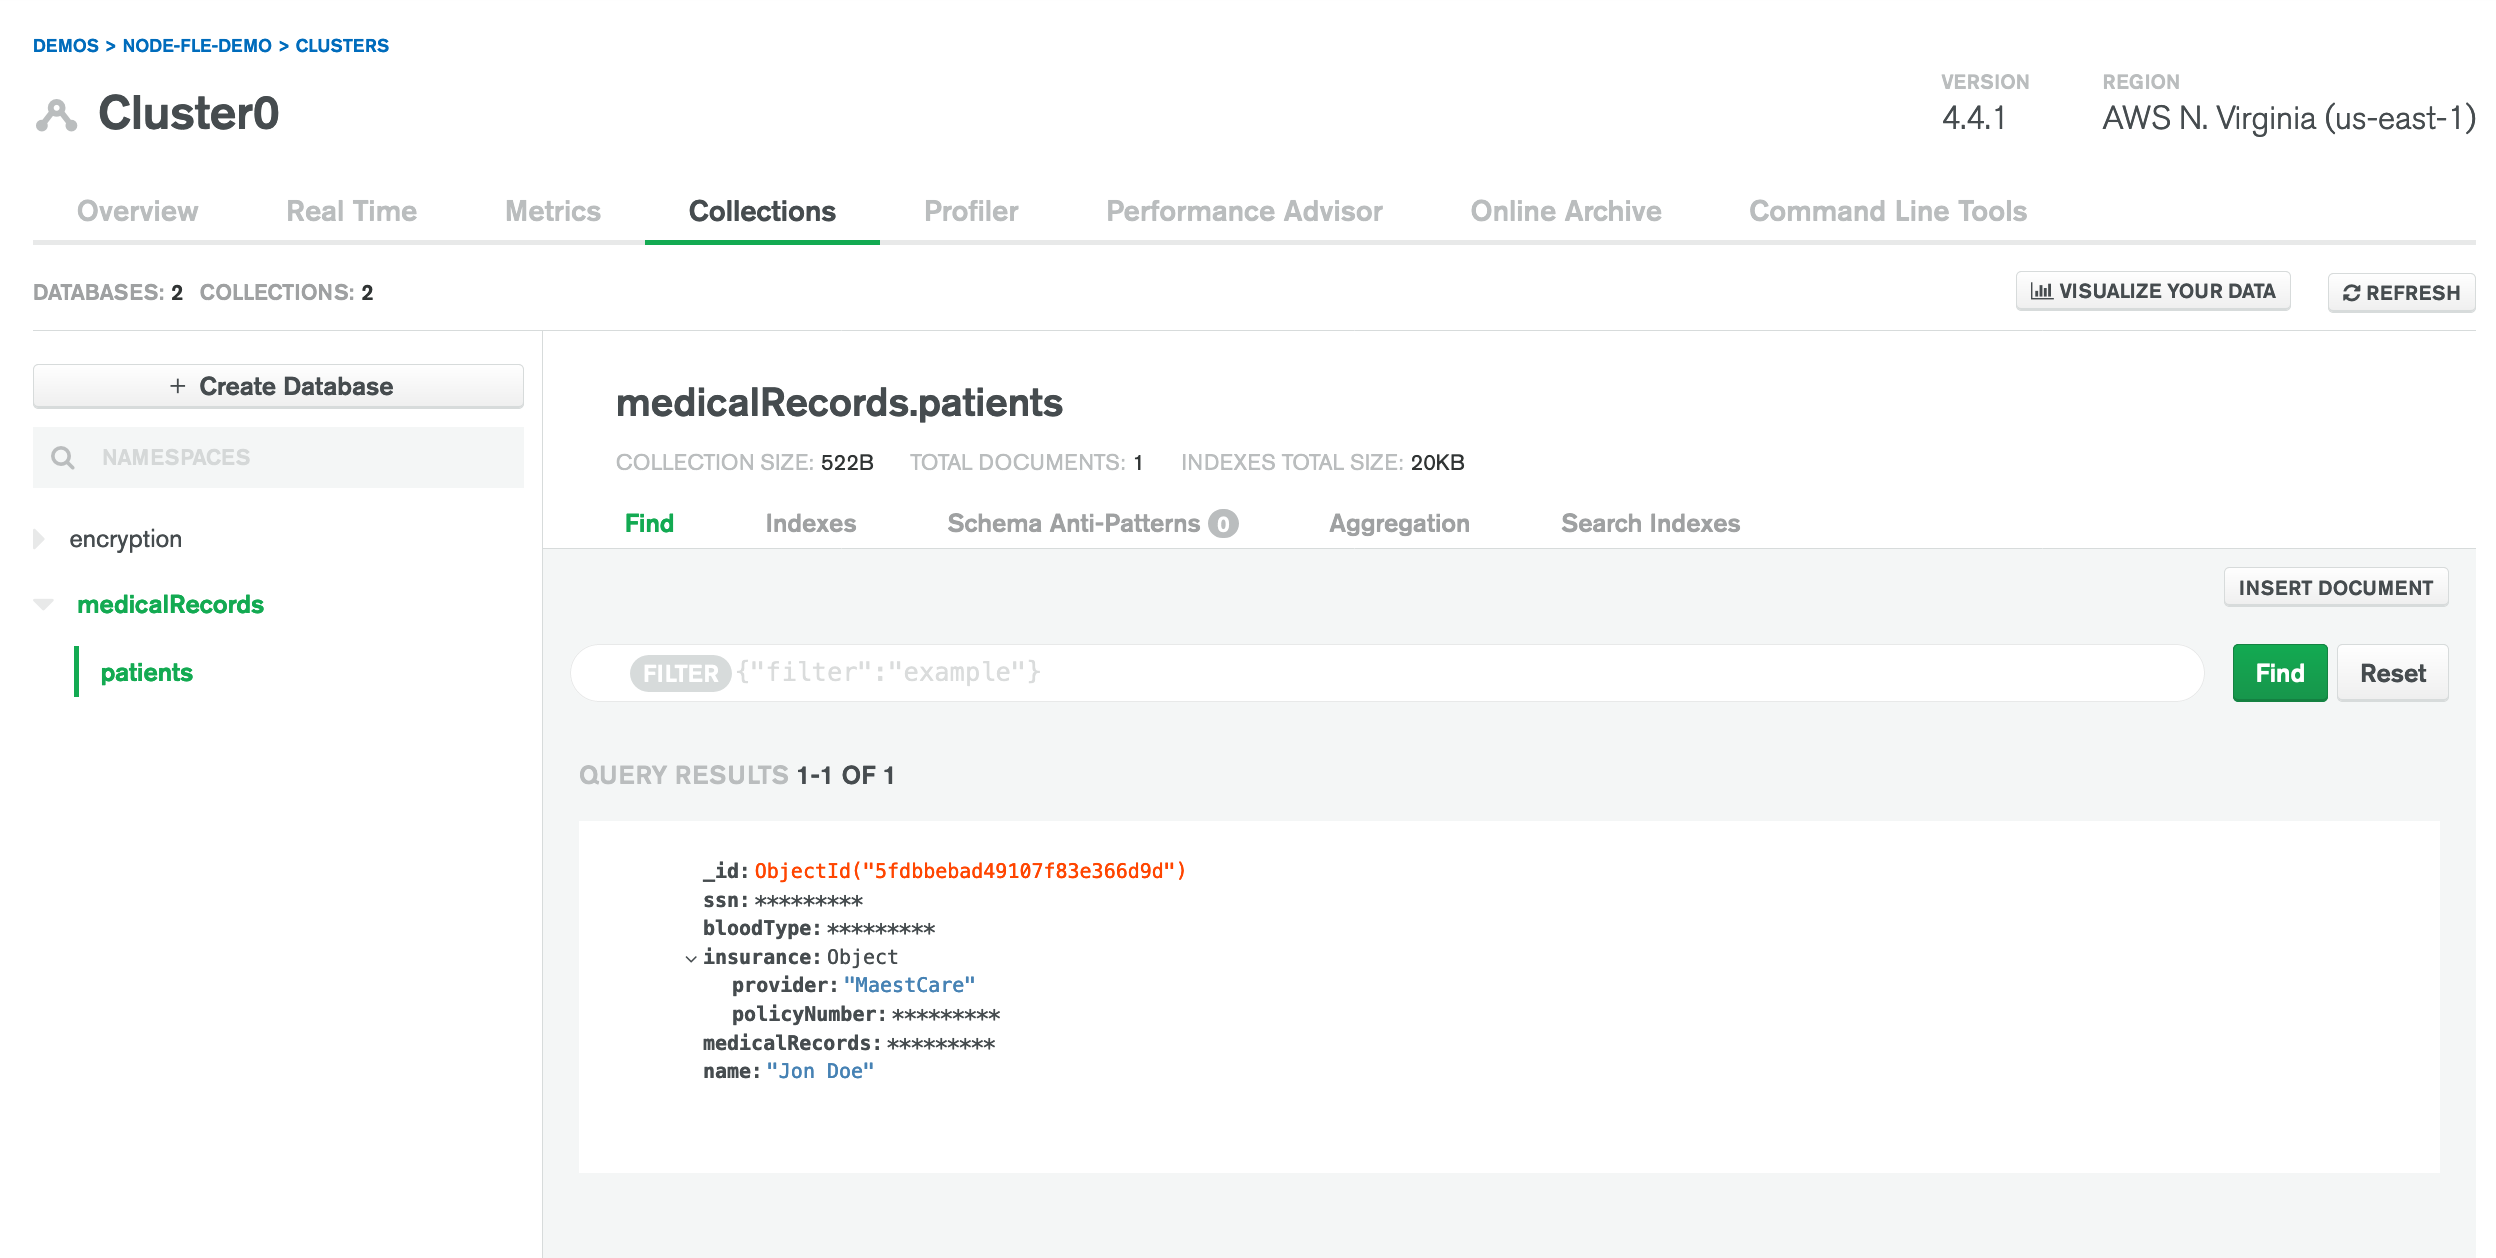 DEMOS > NODE-FLE-DEMO > CLUSTERS
Cluster0
VERSION
4.4.1
REGION
AWS N. Virginia (us-east-1)
Overview Real Time Metrics Collections Profiler Performance Advisor Online Archive Command Line Tools
DATABASES: 2 COLLECTIONS: 2
VISUALIZE YOUR DATA
REFRESH
+ Create Database
NAMESPACES
encryption
medicalRecords
patients
medicalRecords.patients
COLLECTION SIZE: 522B TOTAL DOCUMENTS: 1 INDEXES TOTAL SIZE: 20KB
Find Indexes Schema Anti-Patterns 0 Aggregation Search Indexes
INSERT DOCUMENT
FILTER {"filter":"example"}
Find
Reset
QUERY RESULTS 1-1 OF 1
_id: ObjectId("5fdbbebad49107f83e366d9d")
ssn: *********
bloodType: *********
insurance: Object
provider: "MaestCare"
policyNumber: *********
medicalRecords: *********
name: "Jon Doe"